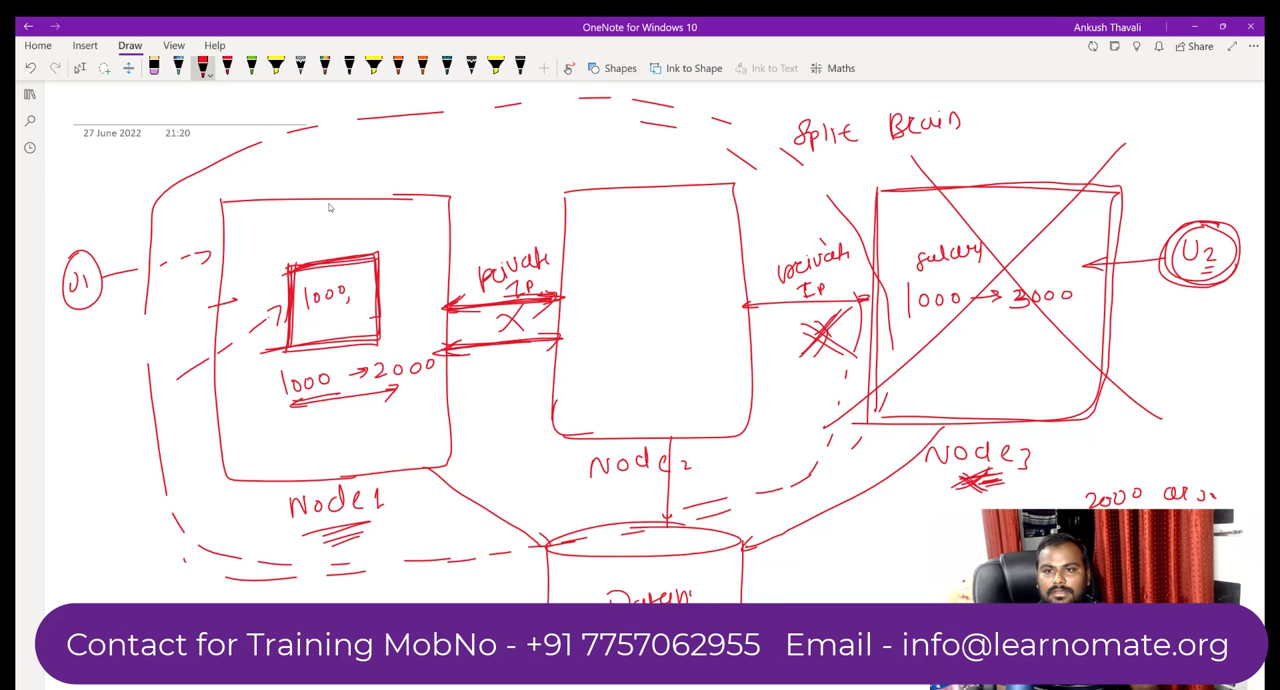 OneNote for Windows 10
Ankush Thavali
Home Insert Draw View Help
Share
Shapes Ink to Shape Ink to Text Maths
27 June 2022 21:20
Split Brain
U1
1000,
1000 → 2000
Node 1
private
IP
X
Node 2
private
IP
salary
1000 → 3000
U2
Node 3
2000 or
Contact for Training MobNo - +91 7757062955 Email - info@learnomate.org